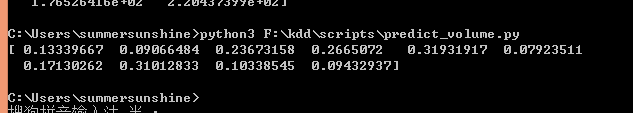 1.76526416e+02   2.20437399e+02]
C:\Users\summersunshine>python3 F:\kdd\scripts\predict_volume.py
[ 0.13339667  0.09066484  0.23673158  0.2665072   0.31931917  0.07923511
  0.17130262  0.31012833  0.10338545  0.09432937]
C:\Users\summersunshine>
搜狗拼音输入法 半 :